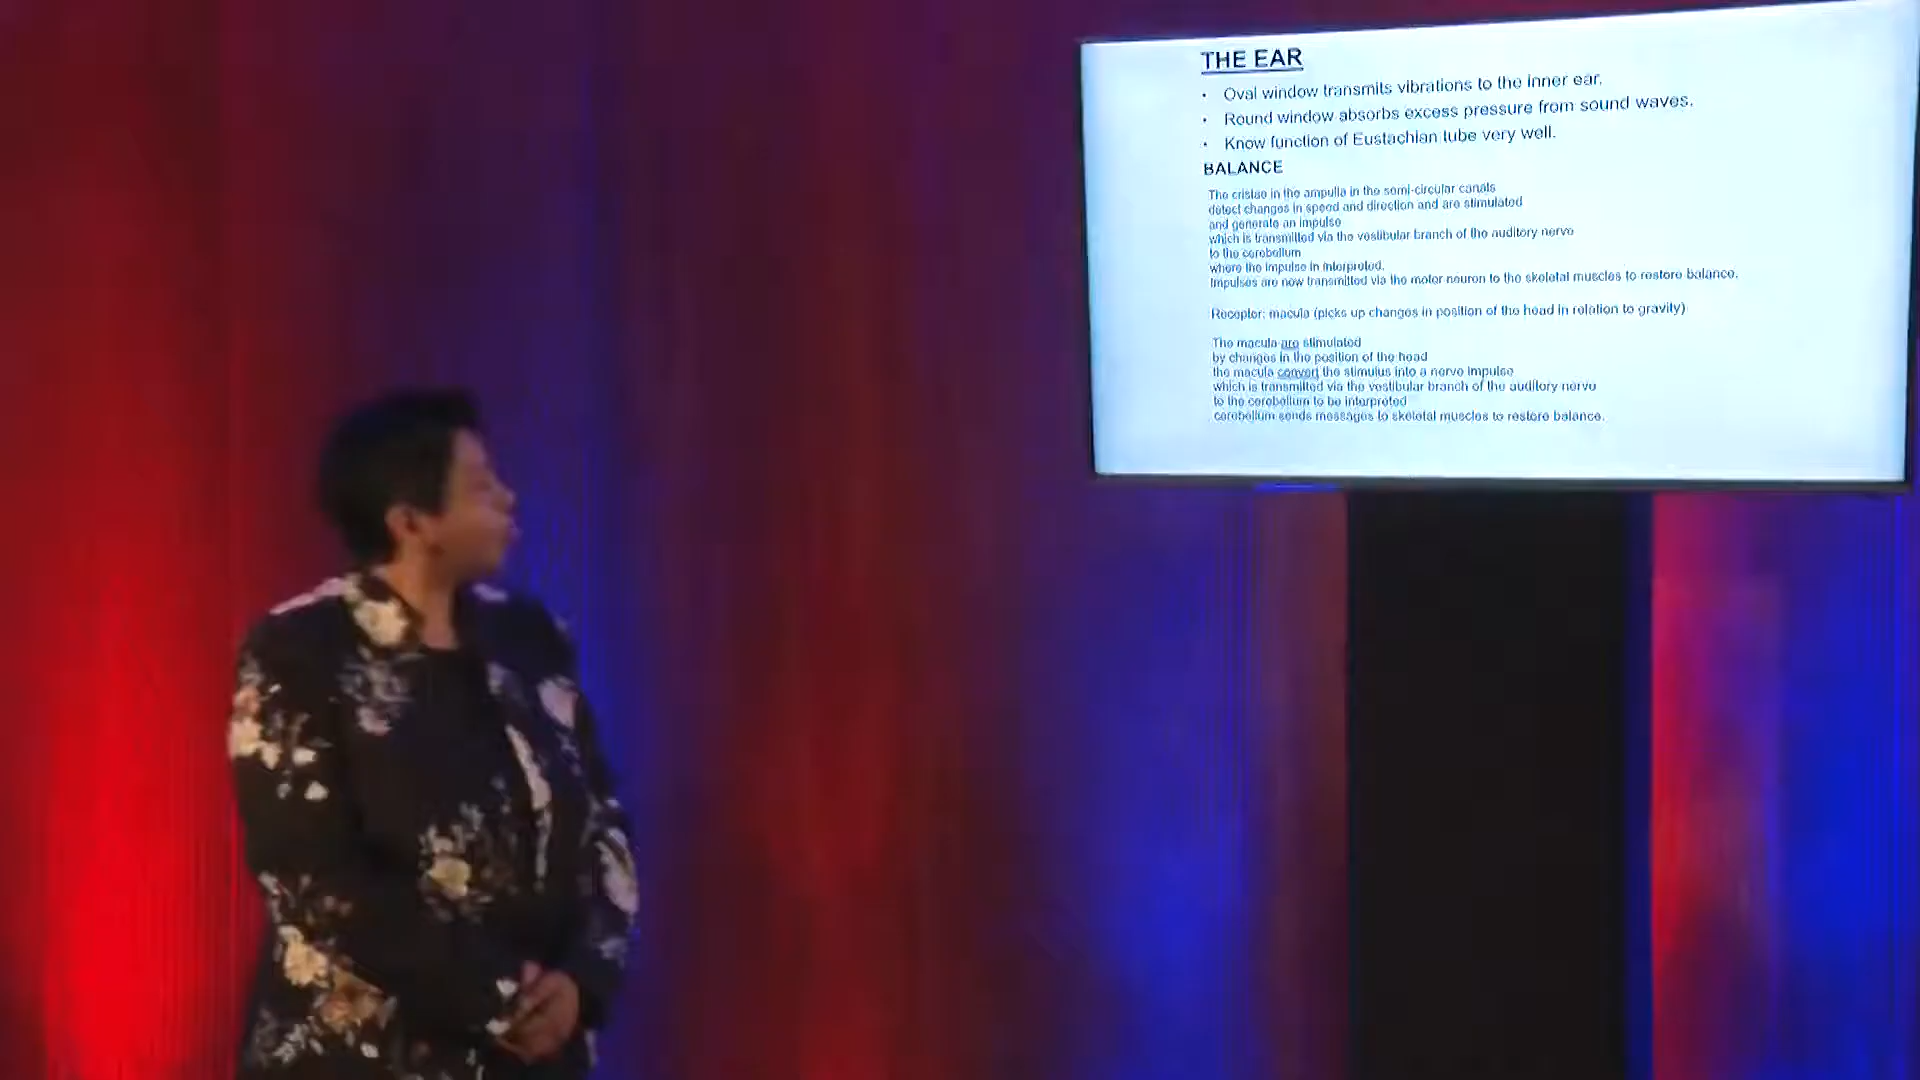 THE EAR
• Oval window transmits vibrations to the inner ear.
• Round window absorbs excess pressure from sound waves.
• Know function of Eustachian tube very well.
BALANCE
The cristae in the ampulla in the semi-circular canals
detect changes in speed and direction and are stimulated
and generate an impulse
which is transmitted via the vestibular branch of the auditory nerve
to the cerebellum
where the impulse in interpreted.
Impulses are now transmitted via the motor neuron to the skeletal muscles to restore balance.
Receptor: macula (picks up changes in position of the head in relation to gravity)
The macula are stimulated
by changes in the position of the head
the macula convert the stimulus into a nerve impulse
which is transmitted via the vestibular branch of the auditory nerve
to the cerebellum to be interpreted
cerebellum sends messages to skeletal muscles to restore balance.